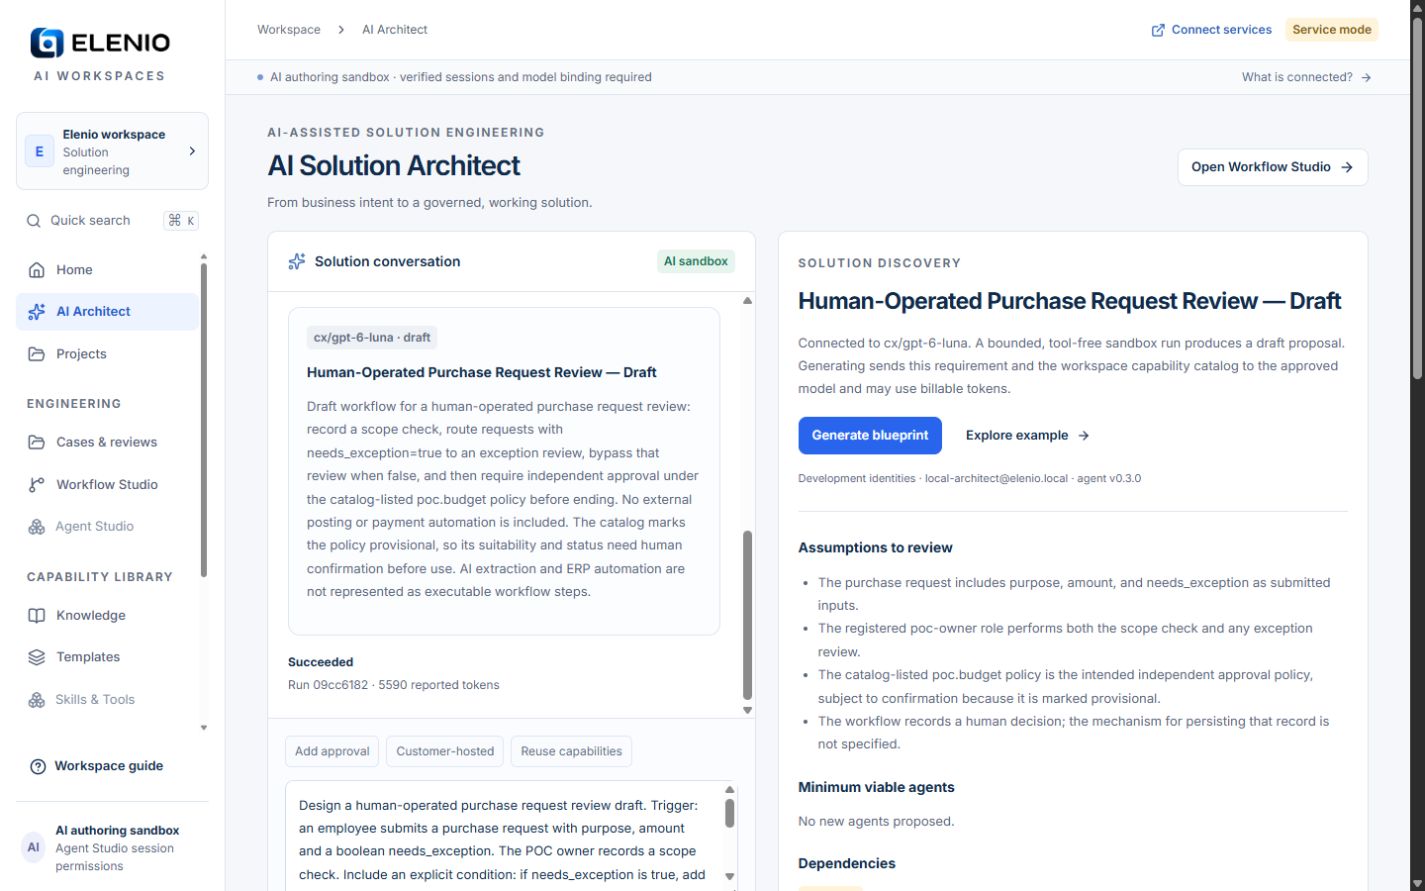 ELENIO
AI WORKSPACES
E
Elenio workspace
Solution
engineering
Quick search
⌘ K
Home
AI Architect
Projects
ENGINEERING
Cases & reviews
Workflow Studio
Agent Studio
CAPABILITY LIBRARY
Knowledge
Templates
Skills & Tools
Workspace guide
AI
AI authoring sandbox
Agent Studio session
permissions
Workspace
AI Architect
Connect services
Service mode
AI authoring sandbox · verified sessions and model binding required
What is connected? →
AI-ASSISTED SOLUTION ENGINEERING
AI Solution Architect
From business intent to a governed, working solution.
Open Workflow Studio →
Solution conversation
AI sandbox
cx/gpt-6-luna · draft
Human-Operated Purchase Request Review — Draft
Draft workflow for a human-operated purchase request review:
record a scope check, route requests with
needs_exception=true to an exception review, bypass that
review when false, and then require independent approval under
the catalog-listed poc.budget policy before ending. No external
posting or payment automation is included. The catalog marks
the policy provisional, so its suitability and status need human
confirmation before use. AI extraction and ERP automation are
not represented as executable workflow steps.
Succeeded
Run 09cc6182 · 5590 reported tokens
Add approval
Customer-hosted
Reuse capabilities
Design a human-operated purchase request review draft. Trigger:
an employee submits a purchase request with purpose, amount
and a boolean needs_exception. The POC owner records a scope
check. Include an explicit condition: if needs_exception is true, add
SOLUTION DISCOVERY
Human-Operated Purchase Request Review — Draft
Connected to cx/gpt-6-luna. A bounded, tool-free sandbox run produces a draft proposal.
Generating sends this requirement and the workspace capability catalog to the approved
model and may use billable tokens.
Generate blueprint
Explore example →
Development identities · local-architect@elenio.local · agent v0.3.0
Assumptions to review
• The purchase request includes purpose, amount, and needs_exception as submitted
inputs.
• The registered poc-owner role performs both the scope check and any exception
review.
• The catalog-listed poc.budget policy is the intended independent approval policy,
subject to confirmation because it is marked provisional.
• The workflow records a human decision; the mechanism for persisting that record is
not specified.
Minimum viable agents
No new agents proposed.
Dependencies